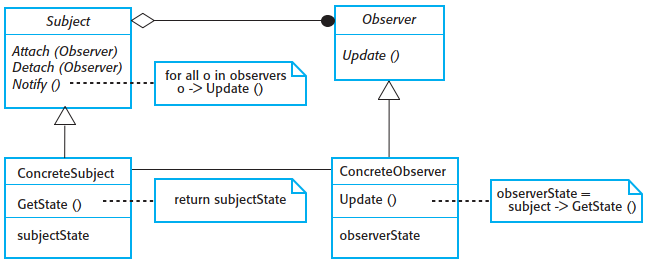 Subject
Observer
Attach (Observer)
Detach (Observer)
Notify ()
for all o in observers
o -> Update ()
Update ()
ConcreteSubject
GetState ()
subjectState
return subjectState
ConcreteObserver
Update ()
observerState
observerState =
subject -> GetState ()